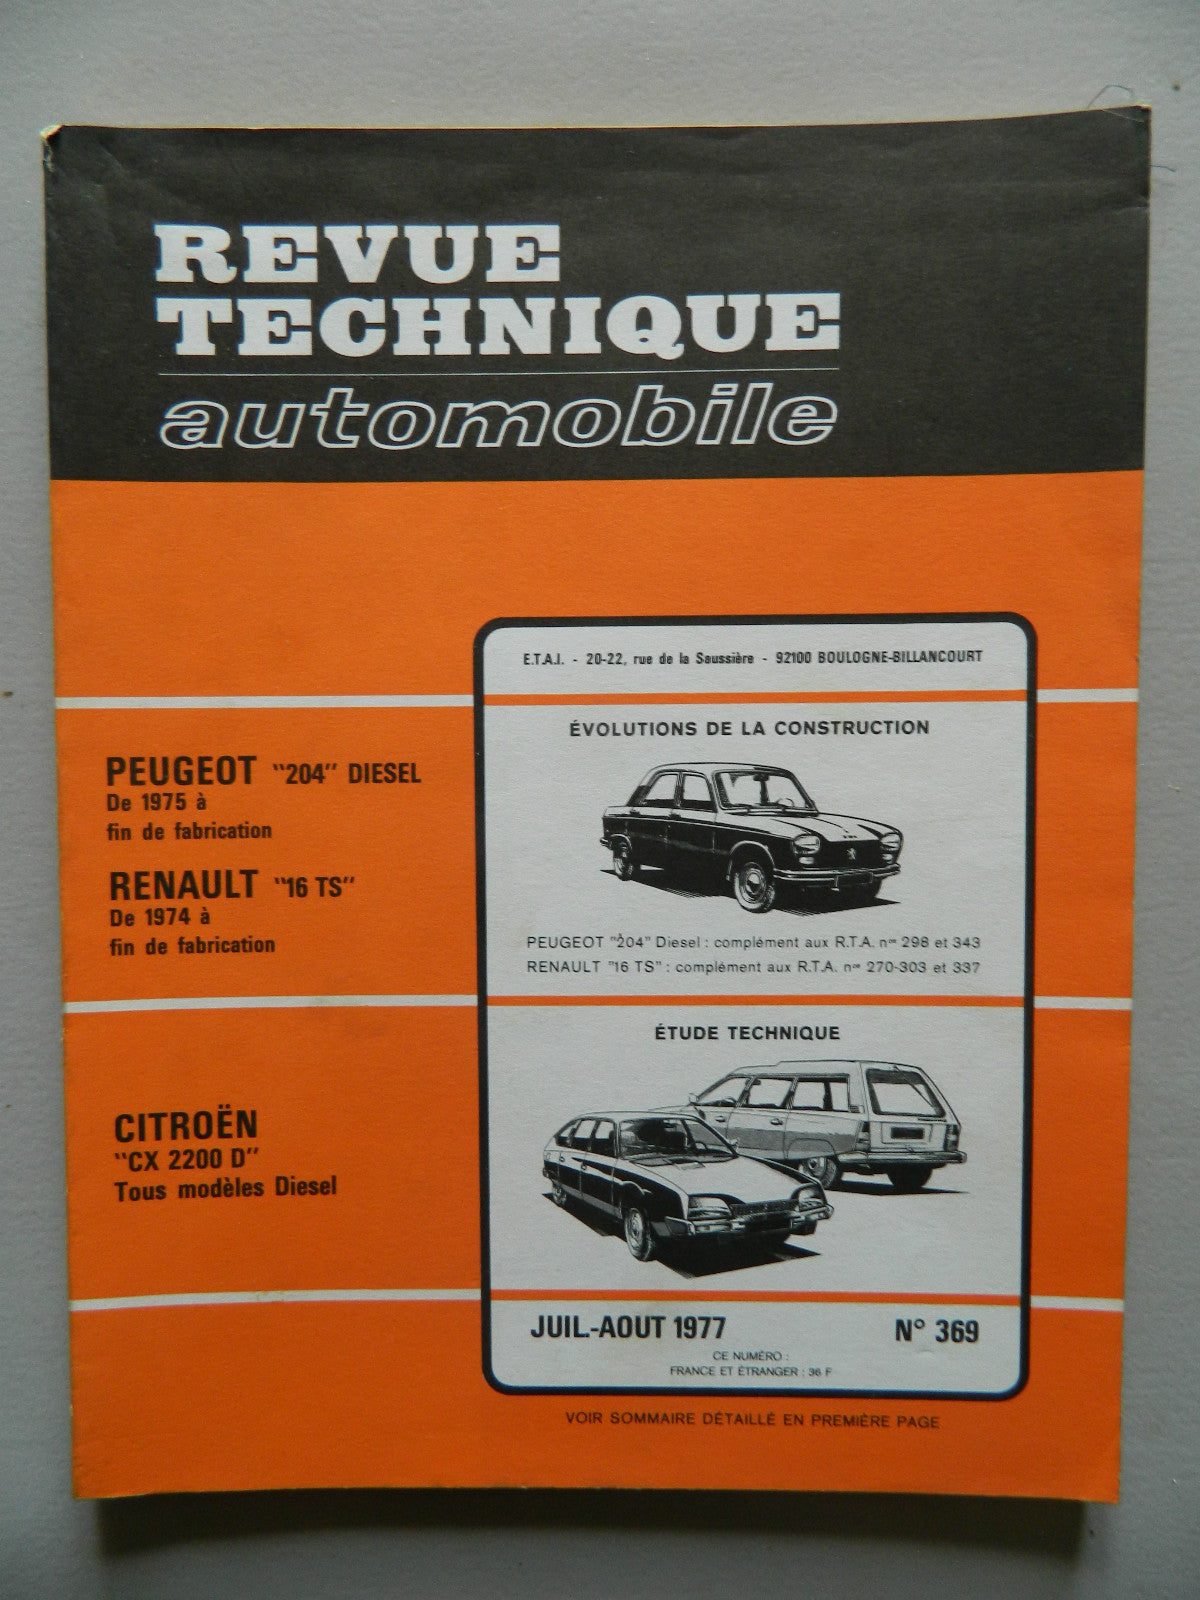 REVUE
TECHNIQUE
automobile
E.T.A.I. - 20-22, rue de la Saussière - 92100 BOULOGNE-BILLANCOURT
ÉVOLUTIONS DE LA CONSTRUCTION
PEUGEOT "204" DIESEL
De 1975 à
fin de fabrication
RENAULT "16 TS"
De 1974 à
fin de fabrication
PEUGEOT "204" Diesel : complément aux R.T.A. nos 298 et 343
RENAULT "16 TS" : complément aux R.T.A. nos 270-303 et 337
ÉTUDE TECHNIQUE
CITROËN
"CX 2200 D"
Tous modèles Diesel
JUIL.-AOUT 1977 N° 369
CE NUMÉRO :
FRANCE ET ÉTRANGER : 36 F
VOIR SOMMAIRE DÉTAILLÉ EN PREMIÈRE PAGE